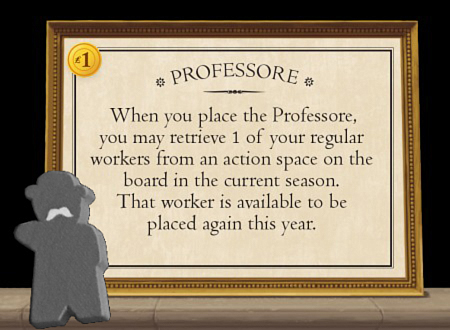 £1
PROFESSORE
When you place the Professore,
you may retrieve 1 of your regular
workers from an action space on the
board in the current season.
That worker is available to be
placed again this year.